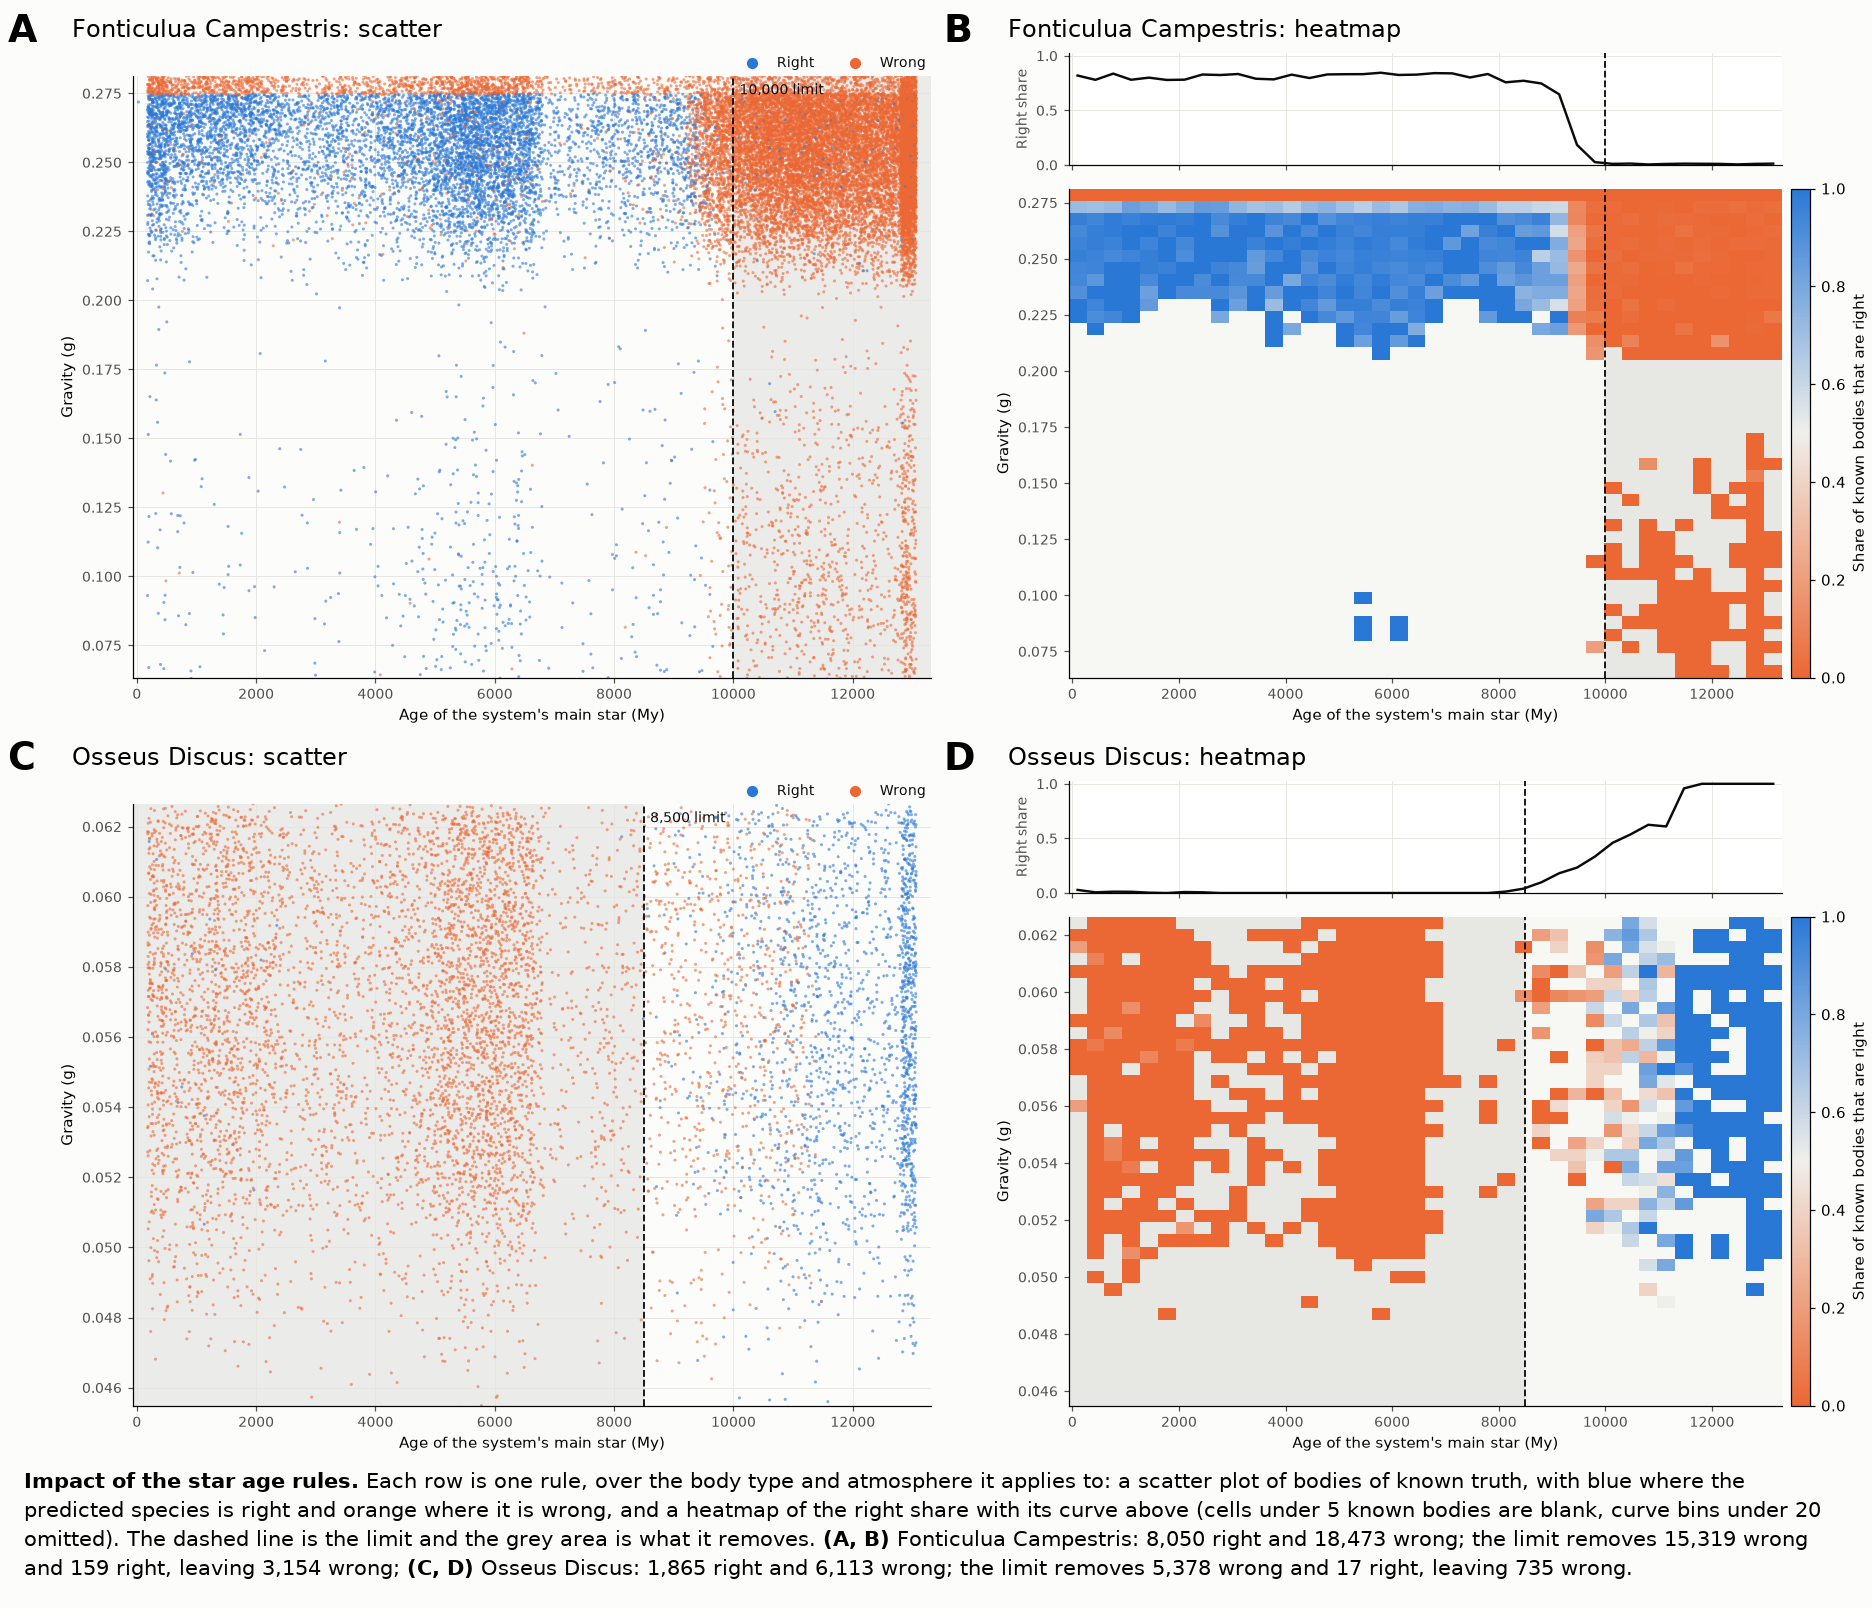 A
Fonticulua Campestris: scatter
Right
Wrong
10,000 limit
0.275
0.250
0.225
0.200
0.175
0.150
0.125
0.100
0.075
Gravity (g)
0
2000
4000
6000
8000
10000
12000
Age of the system's main star (My)
B
Fonticulua Campestris: heatmap
1.0
0.5
0.0
Right share
0.275
0.250
0.225
0.200
0.175
0.150
0.125
0.100
0.075
Gravity (g)
0
2000
4000
6000
8000
10000
12000
Age of the system's main star (My)
1.0
0.8
0.6
0.4
0.2
0.0
Share of known bodies that are right
C
Osseus Discus: scatter
Right
Wrong
8,500 limit
0.062
0.060
0.058
0.056
0.054
0.052
0.050
0.048
0.046
Gravity (g)
0
2000
4000
6000
8000
10000
12000
Age of the system's main star (My)
D
Osseus Discus: heatmap
1.0
0.5
0.0
Right share
0.062
0.060
0.058
0.056
0.054
0.052
0.050
0.048
0.046
Gravity (g)
0
2000
4000
6000
8000
10000
12000
Age of the system's main star (My)
1.0
0.8
0.6
0.4
0.2
0.0
Share of known bodies that are right
Impact of the star age rules. Each row is one rule, over the body type and atmosphere it applies to: a scatter plot of bodies of known truth, with blue where the
predicted species is right and orange where it is wrong, and a heatmap of the right share with its curve above (cells under 5 known bodies are blank, curve bins under 20
omitted). The dashed line is the limit and the grey area is what it removes. (A, B) Fonticulua Campestris: 8,050 right and 18,473 wrong; the limit removes 15,319 wrong
and 159 right, leaving 3,154 wrong; (C, D) Osseus Discus: 1,865 right and 6,113 wrong; the limit removes 5,378 wrong and 17 right, leaving 735 wrong.